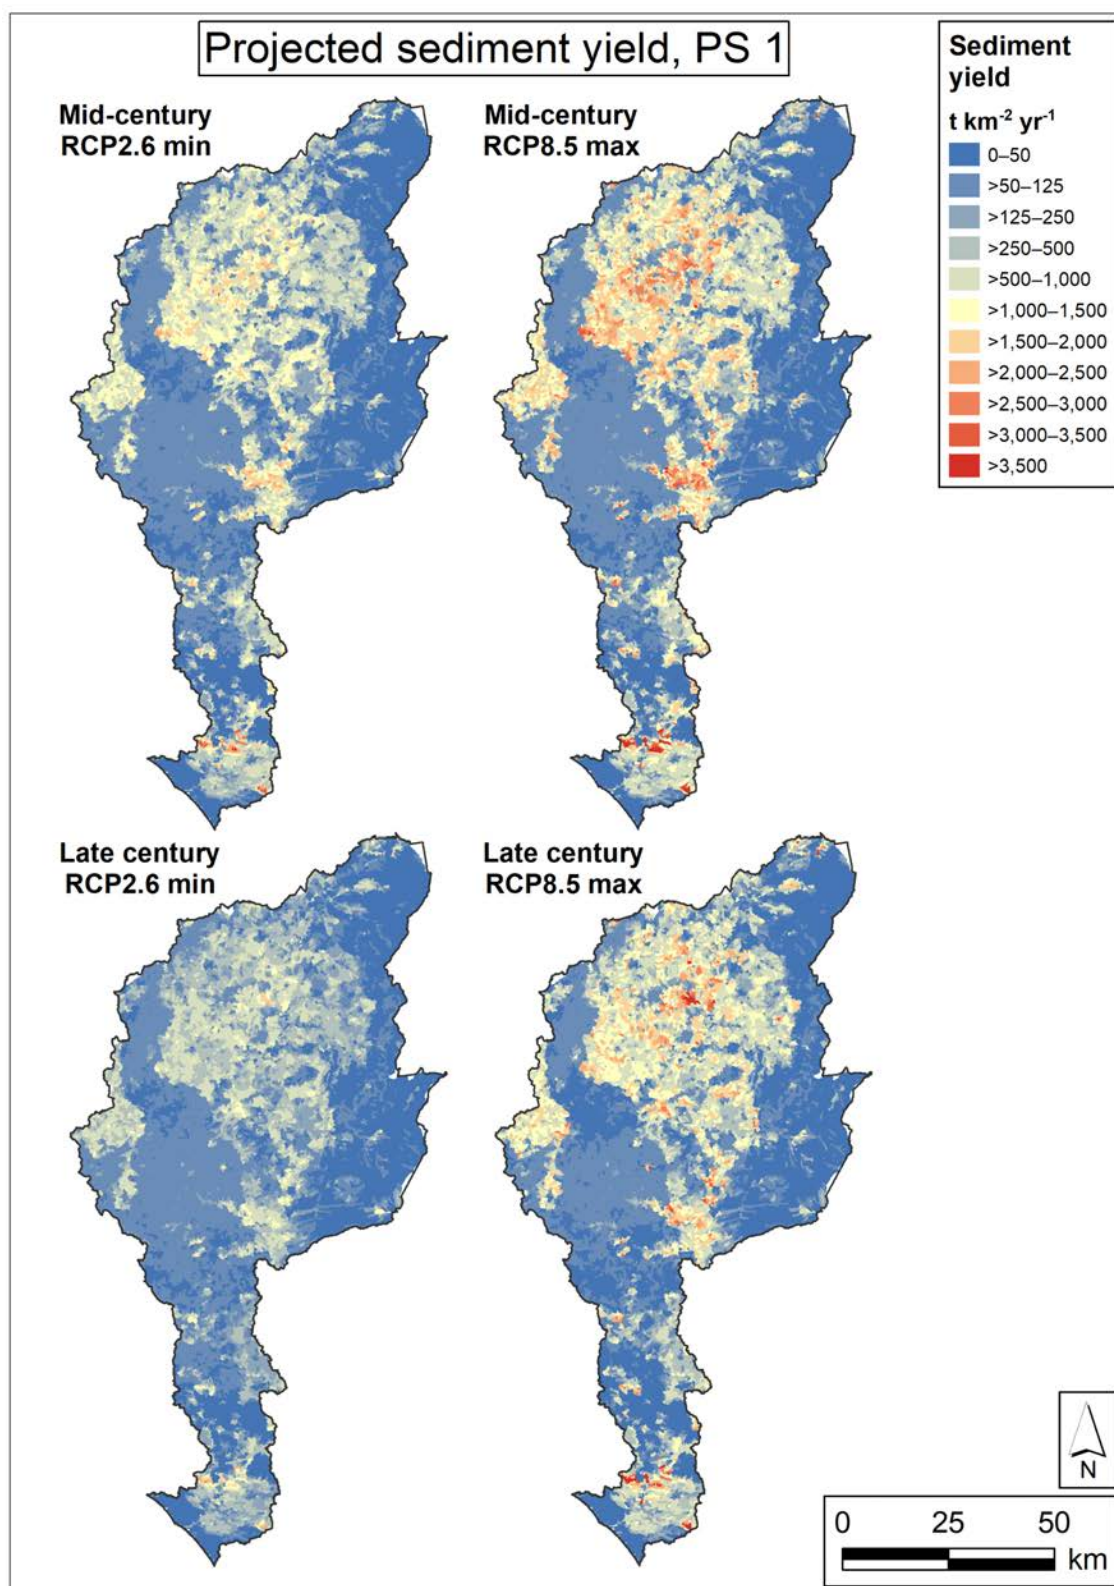 Projected sediment yield, PS 1
Mid-century
RCP2.6 min
Mid-century
RCP8.5 max
Sediment
yield
t km⁻² yr⁻¹
0–50
>50–125
>125–250
>250–500
>500–1,000
>1,000–1,500
>1,500–2,000
>2,000–2,500
>2,500–3,000
>3,000–3,500
>3,500
Late century
RCP2.6 min
Late century
RCP8.5 max
N
0 25 50
km